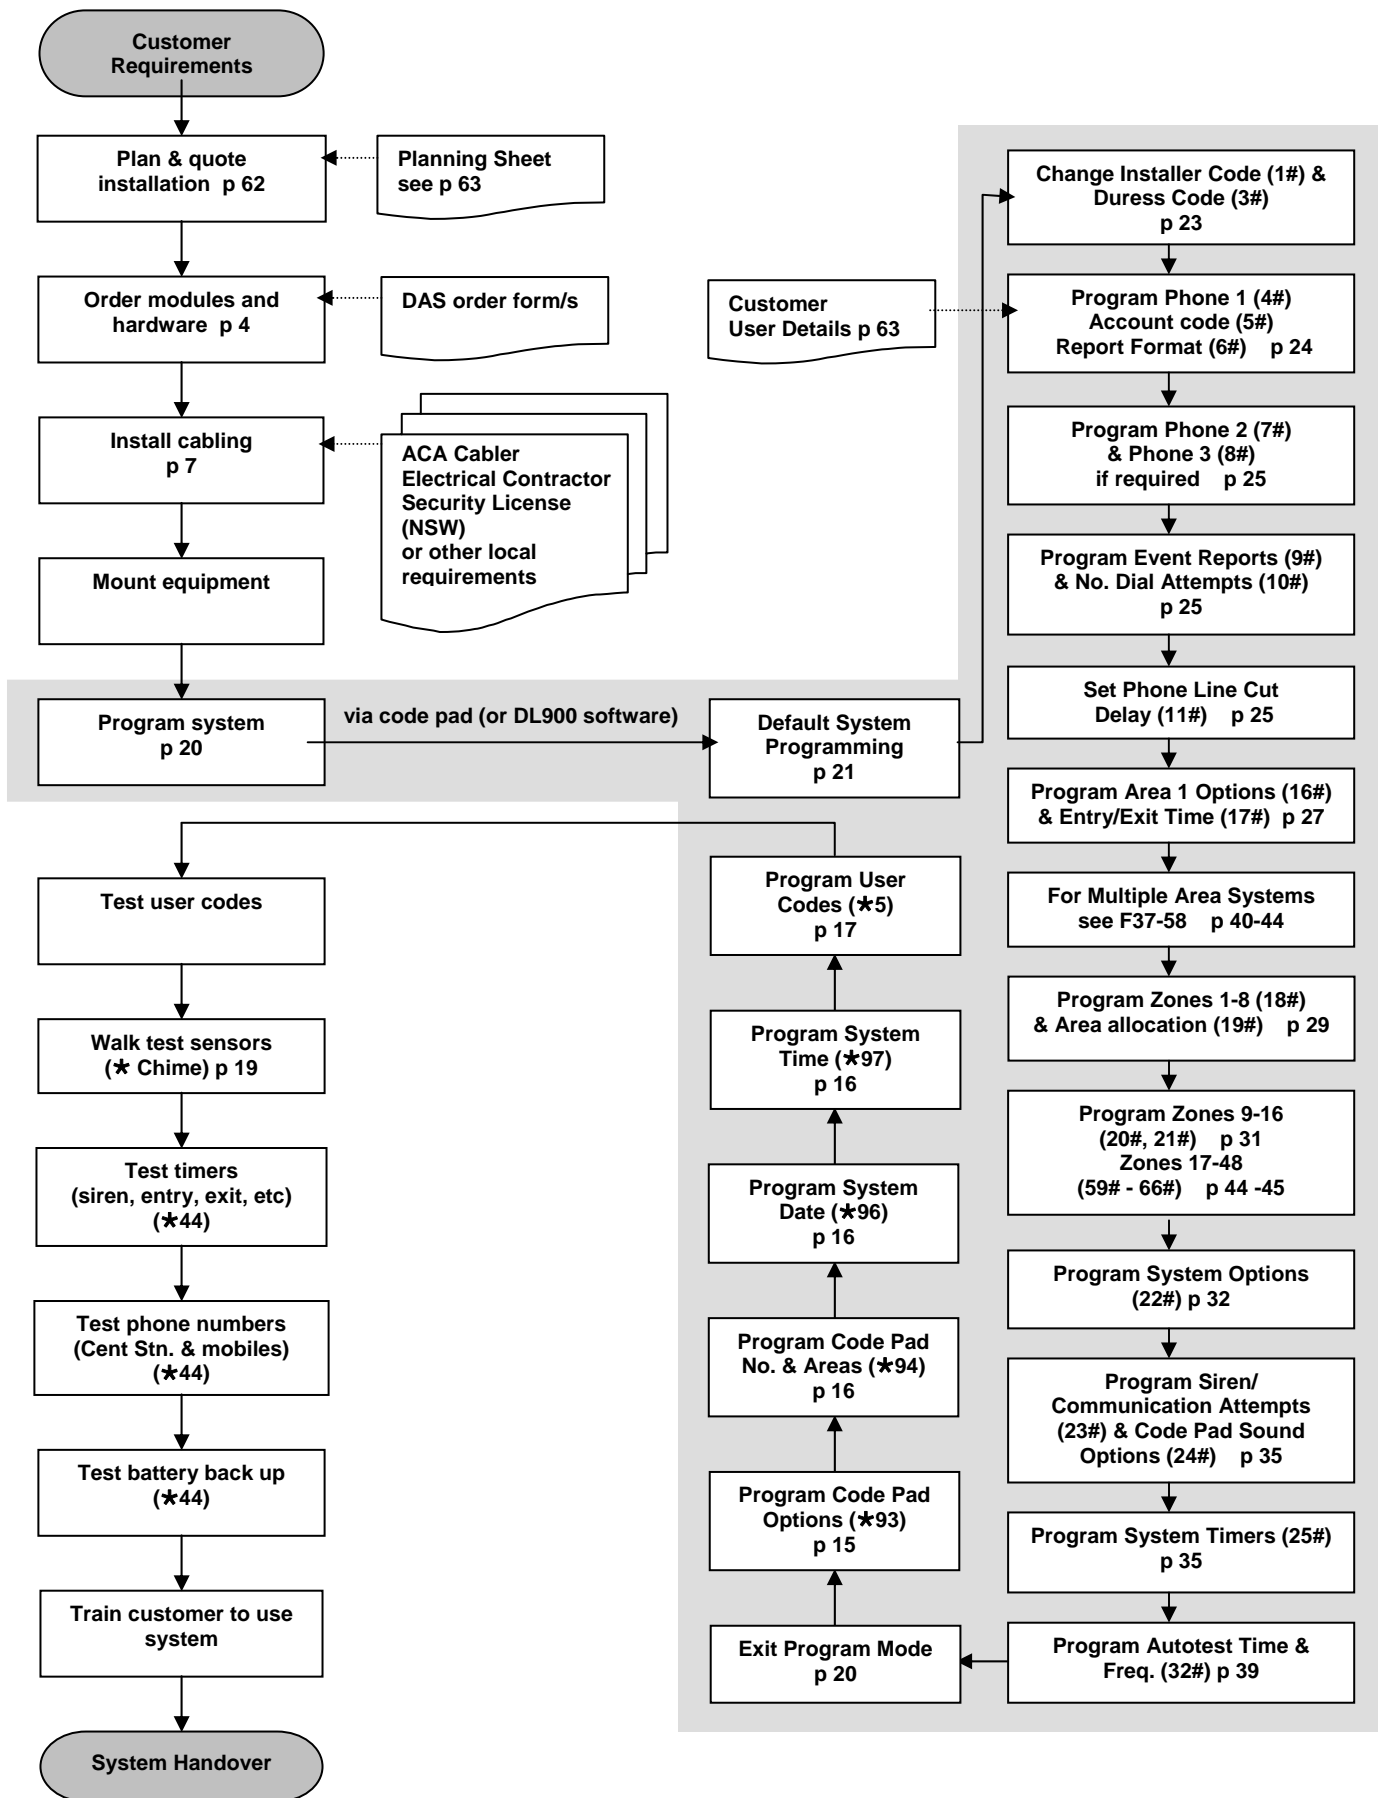 Customer
Requirements
Plan & quote
installation p 62
Planning Sheet
see p 63
Order modules and
hardware p 4
DAS order form/s
Install cabling
p 7
ACA Cabler
Electrical Contractor
Security License
(NSW)
or other local
requirements
Mount equipment
Program system
p 20
via code pad (or DL900 software)
Default System
Programming
p 21
Change Installer Code (1#) &
Duress Code (3#)
p 23
Customer
User Details p 63
Program Phone 1 (4#)
Account code (5#)
Report Format (6#) p 24
Program Phone 2 (7#)
& Phone 3 (8#)
if required p 25
Program Event Reports (9#)
& No. Dial Attempts (10#)
p 25
Set Phone Line Cut
Delay (11#) p 25
Program Area 1 Options (16#)
& Entry/Exit Time (17#) p 27
For Multiple Area Systems
see F37-58 p 40-44
Program Zones 1-8 (18#)
& Area allocation (19#) p 29
Program Zones 9-16
(20#, 21#) p 31
Zones 17-48
(59# - 66#) p 44 -45
Program System Options
(22#) p 32
Program Siren/
Communication Attempts
(23#) & Code Pad Sound
Options (24#) p 35
Program System Timers (25#)
p 35
Program Autotest Time &
Freq. (32#) p 39
Exit Program Mode
p 20
Program Code Pad
Options (★93)
p 15
Program Code Pad
No. & Areas (★94)
p 16
Program System
Date (★96)
p 16
Program System
Time (★97)
p 16
Program User
Codes (★5)
p 17
Test user codes
Walk test sensors
(★ Chime) p 19
Test timers
(siren, entry, exit, etc)
(★44)
Test phone numbers
(Cent Stn. & mobiles)
(★44)
Test battery back up
(★44)
Train customer to use
system
System Handover